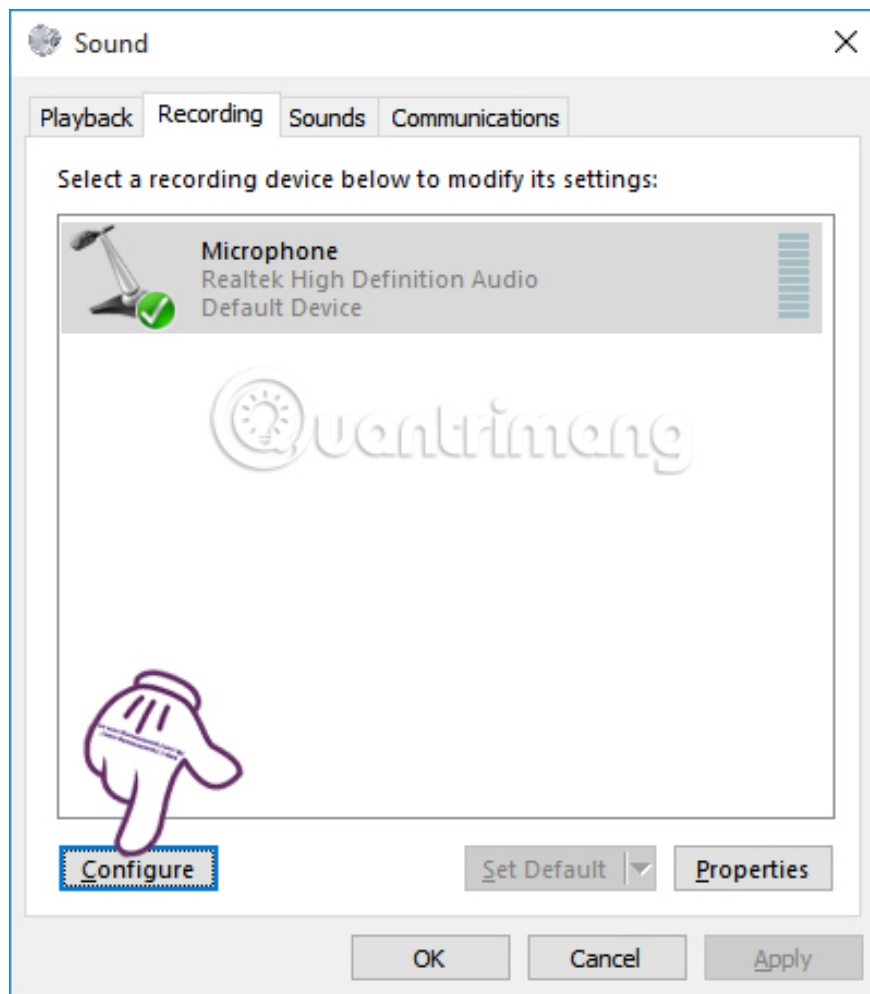 Sound
Playback
Recording
Sounds
Communications
Select a recording device below to modify its settings:
Microphone
Realtek High Definition Audio
Default Device
Quantrimang
Configure
Set Default
Properties
OK
Cancel
Apply